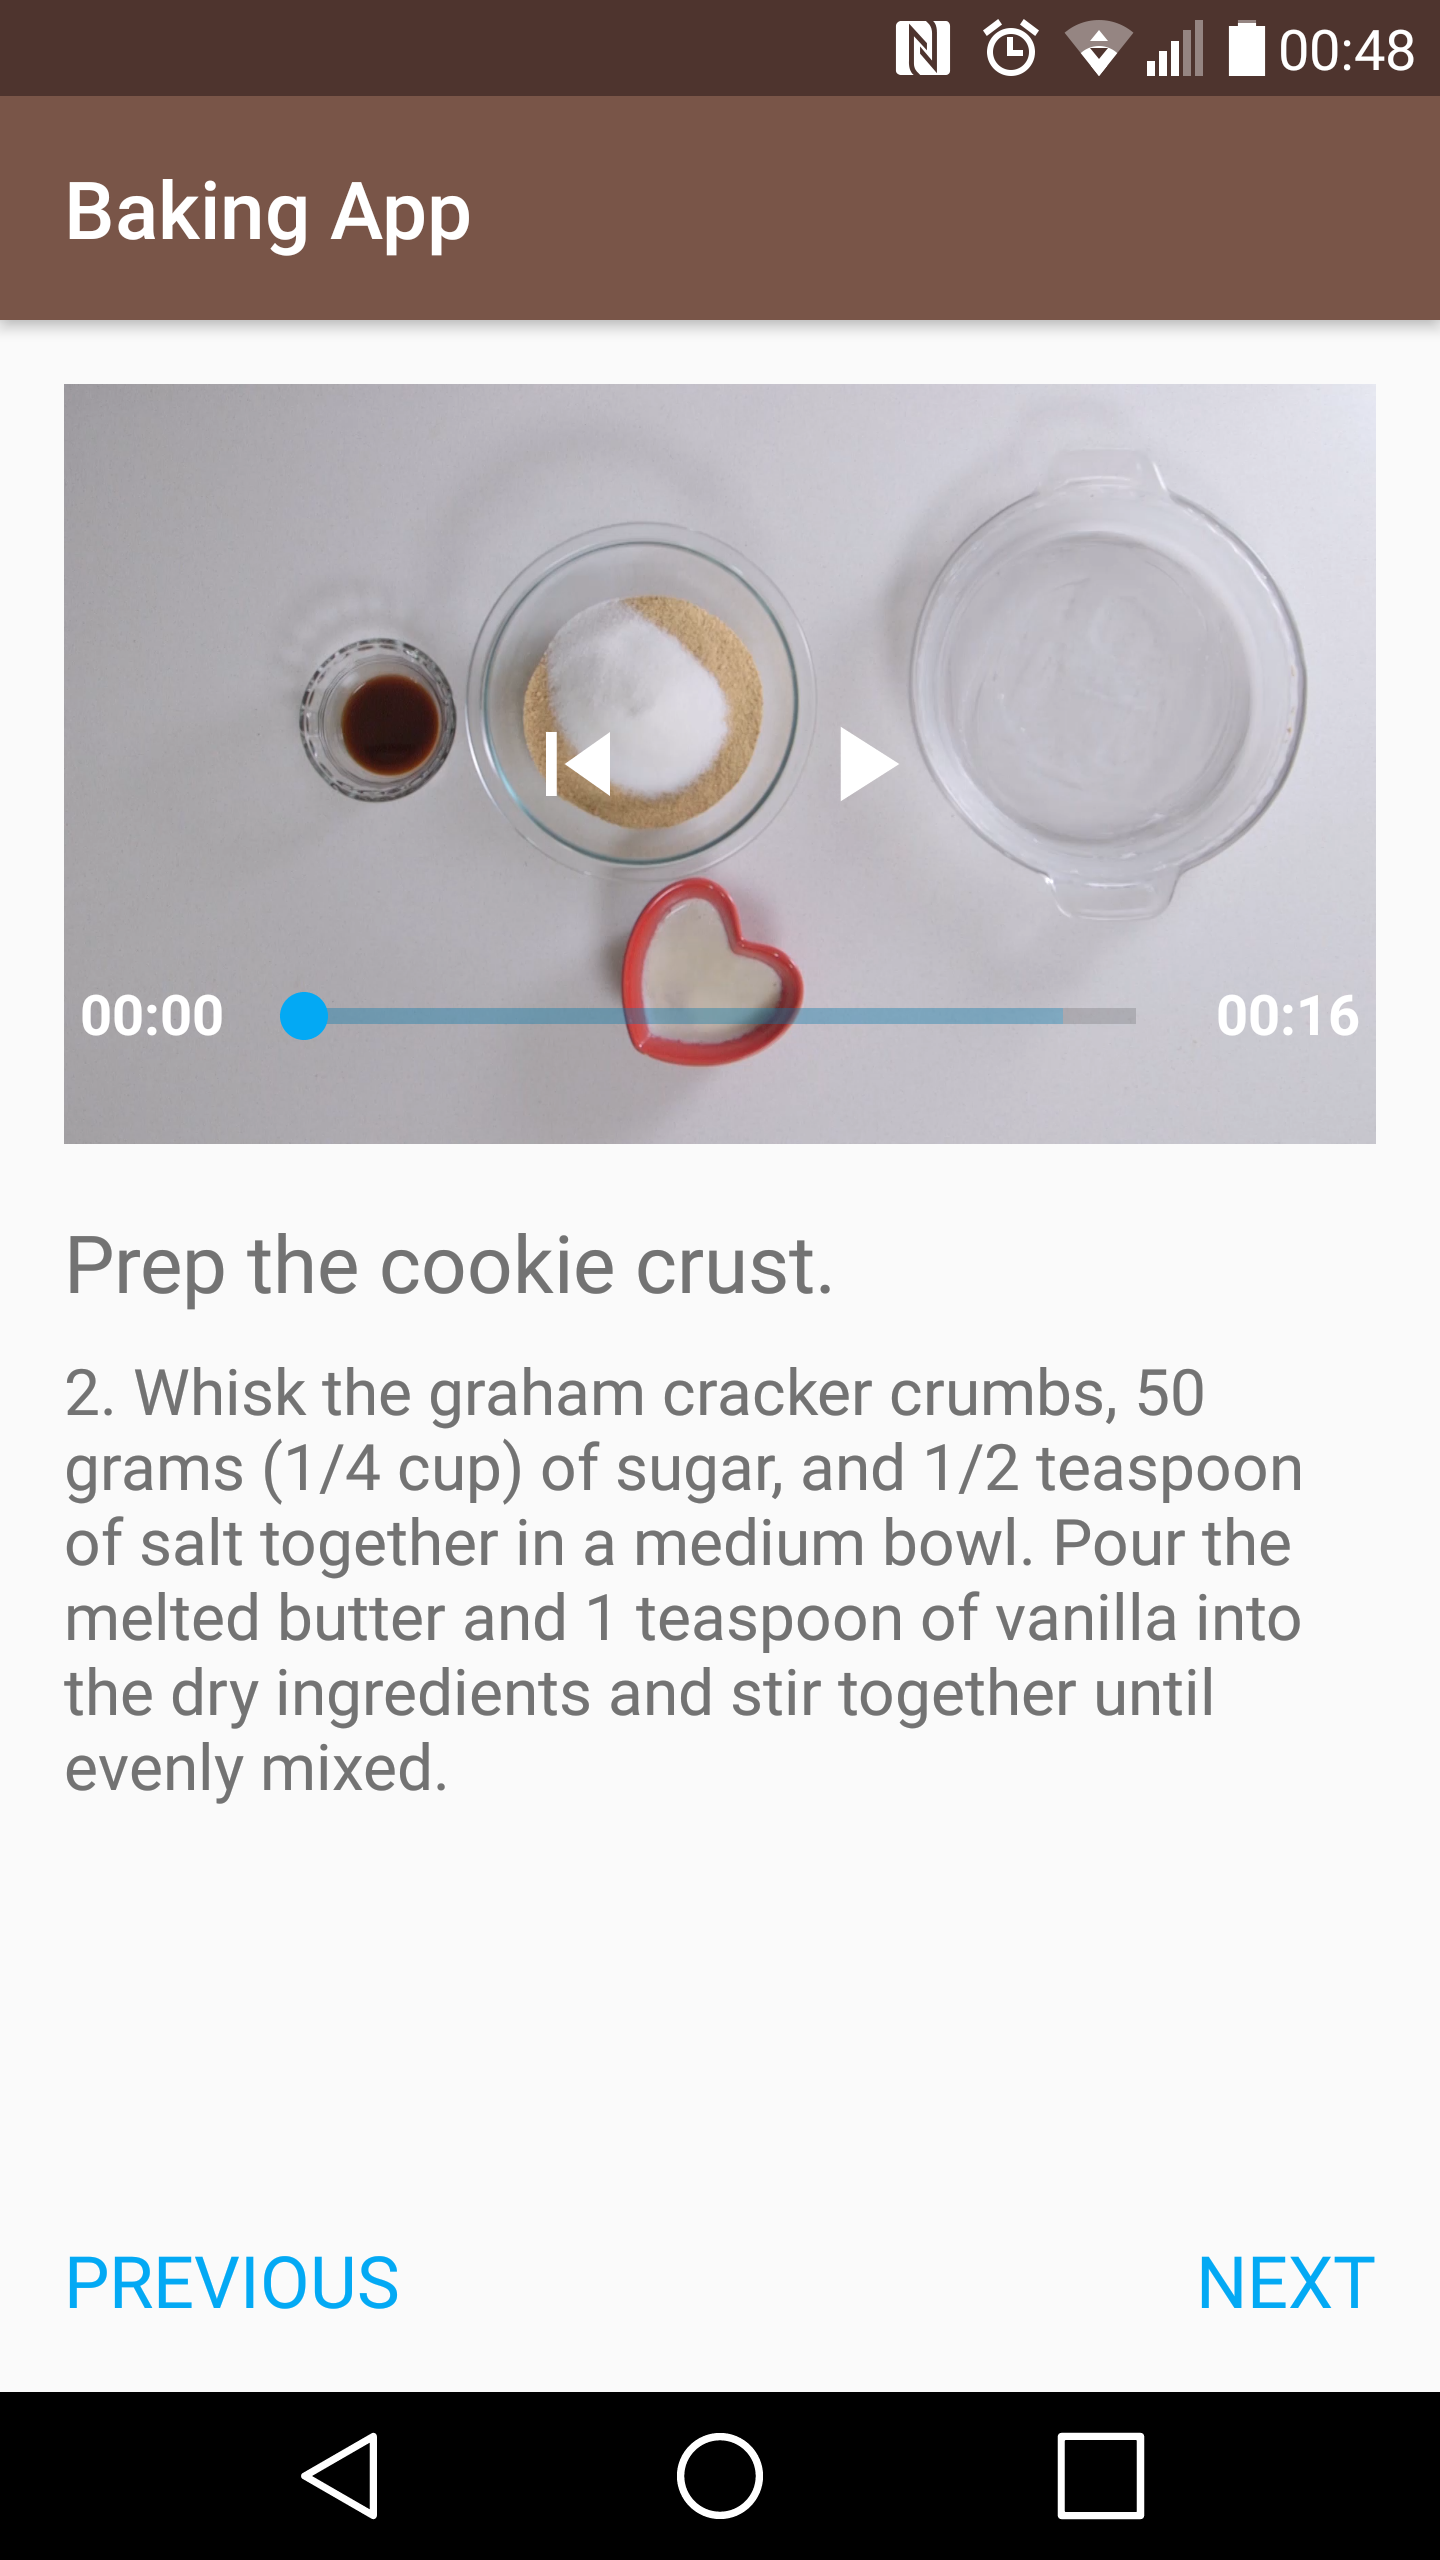 00:48
Baking App
00:00
00:16
Prep the cookie crust.
2. Whisk the graham cracker crumbs, 50
grams (1/4 cup) of sugar, and 1/2 teaspoon
of salt together in a medium bowl. Pour the
melted butter and 1 teaspoon of vanilla into
the dry ingredients and stir together until
evenly mixed.
PREVIOUS
NEXT